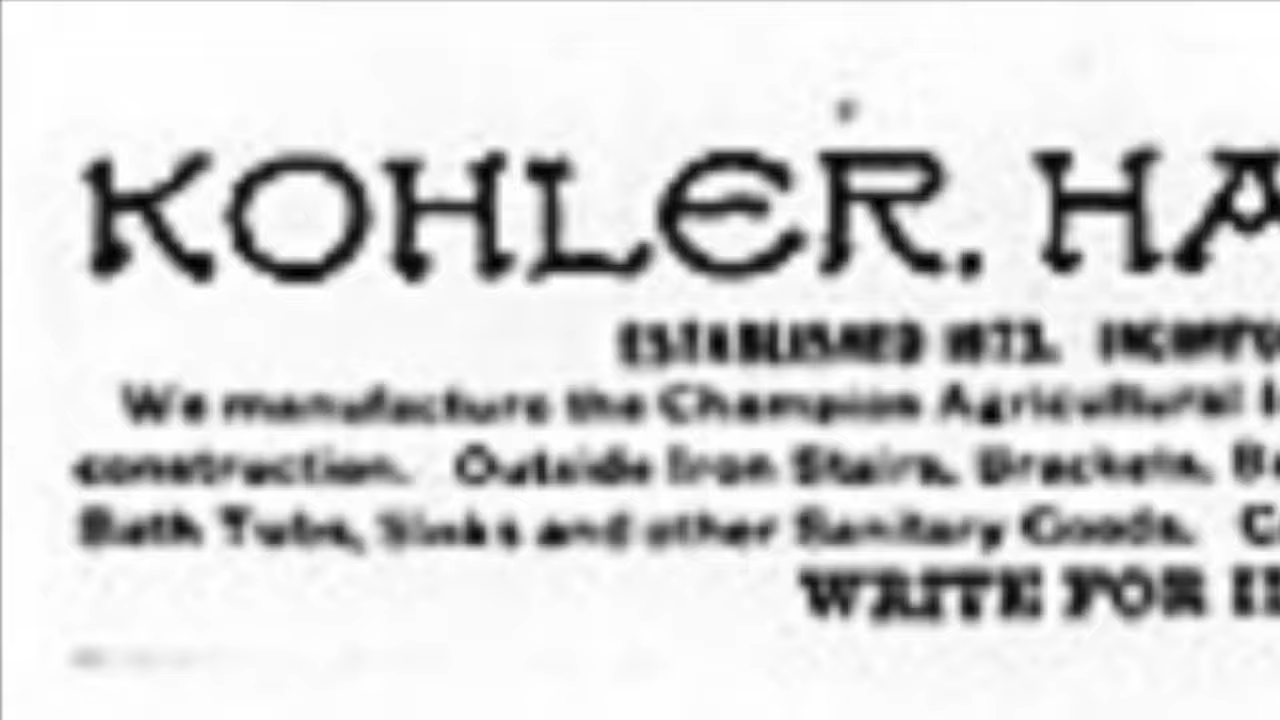 KOHLER, HA
ESTABLISHED 1873. INCORPO
We manufacture the Champion Agricultural
construction. Outside Iron Stairs, Brackets,
Bath Tubs, Sinks and other Sanitary Goods. C
WRITE FOR